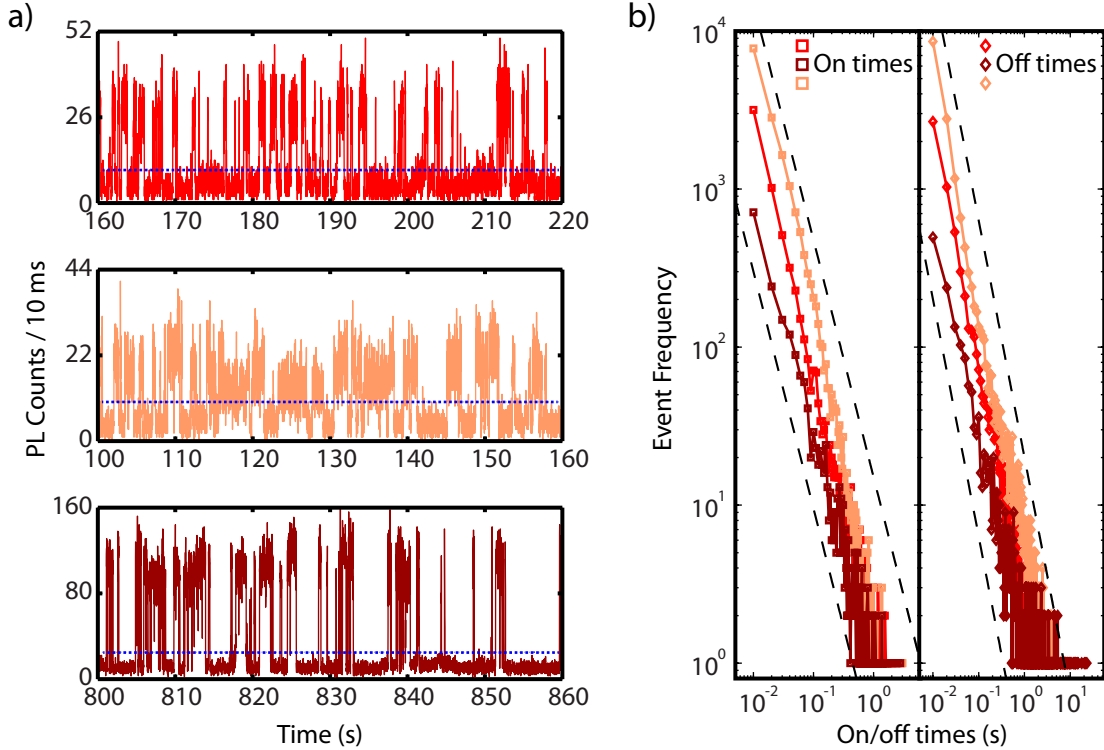 a)
PL Counts / 10 ms
52
26
0
160 170 180 190 200 210 220
44
22
0
100 110 120 130 140 150 160
160
80
0
800 810 820 830 840 850 860
Time (s)
b)
Event Frequency
10^4
10^3
10^2
10^1
10^0
On times
Off times
10^-2 10^-1 10^0
10^-2 10^-1 10^0 10^1
On/off times (s)